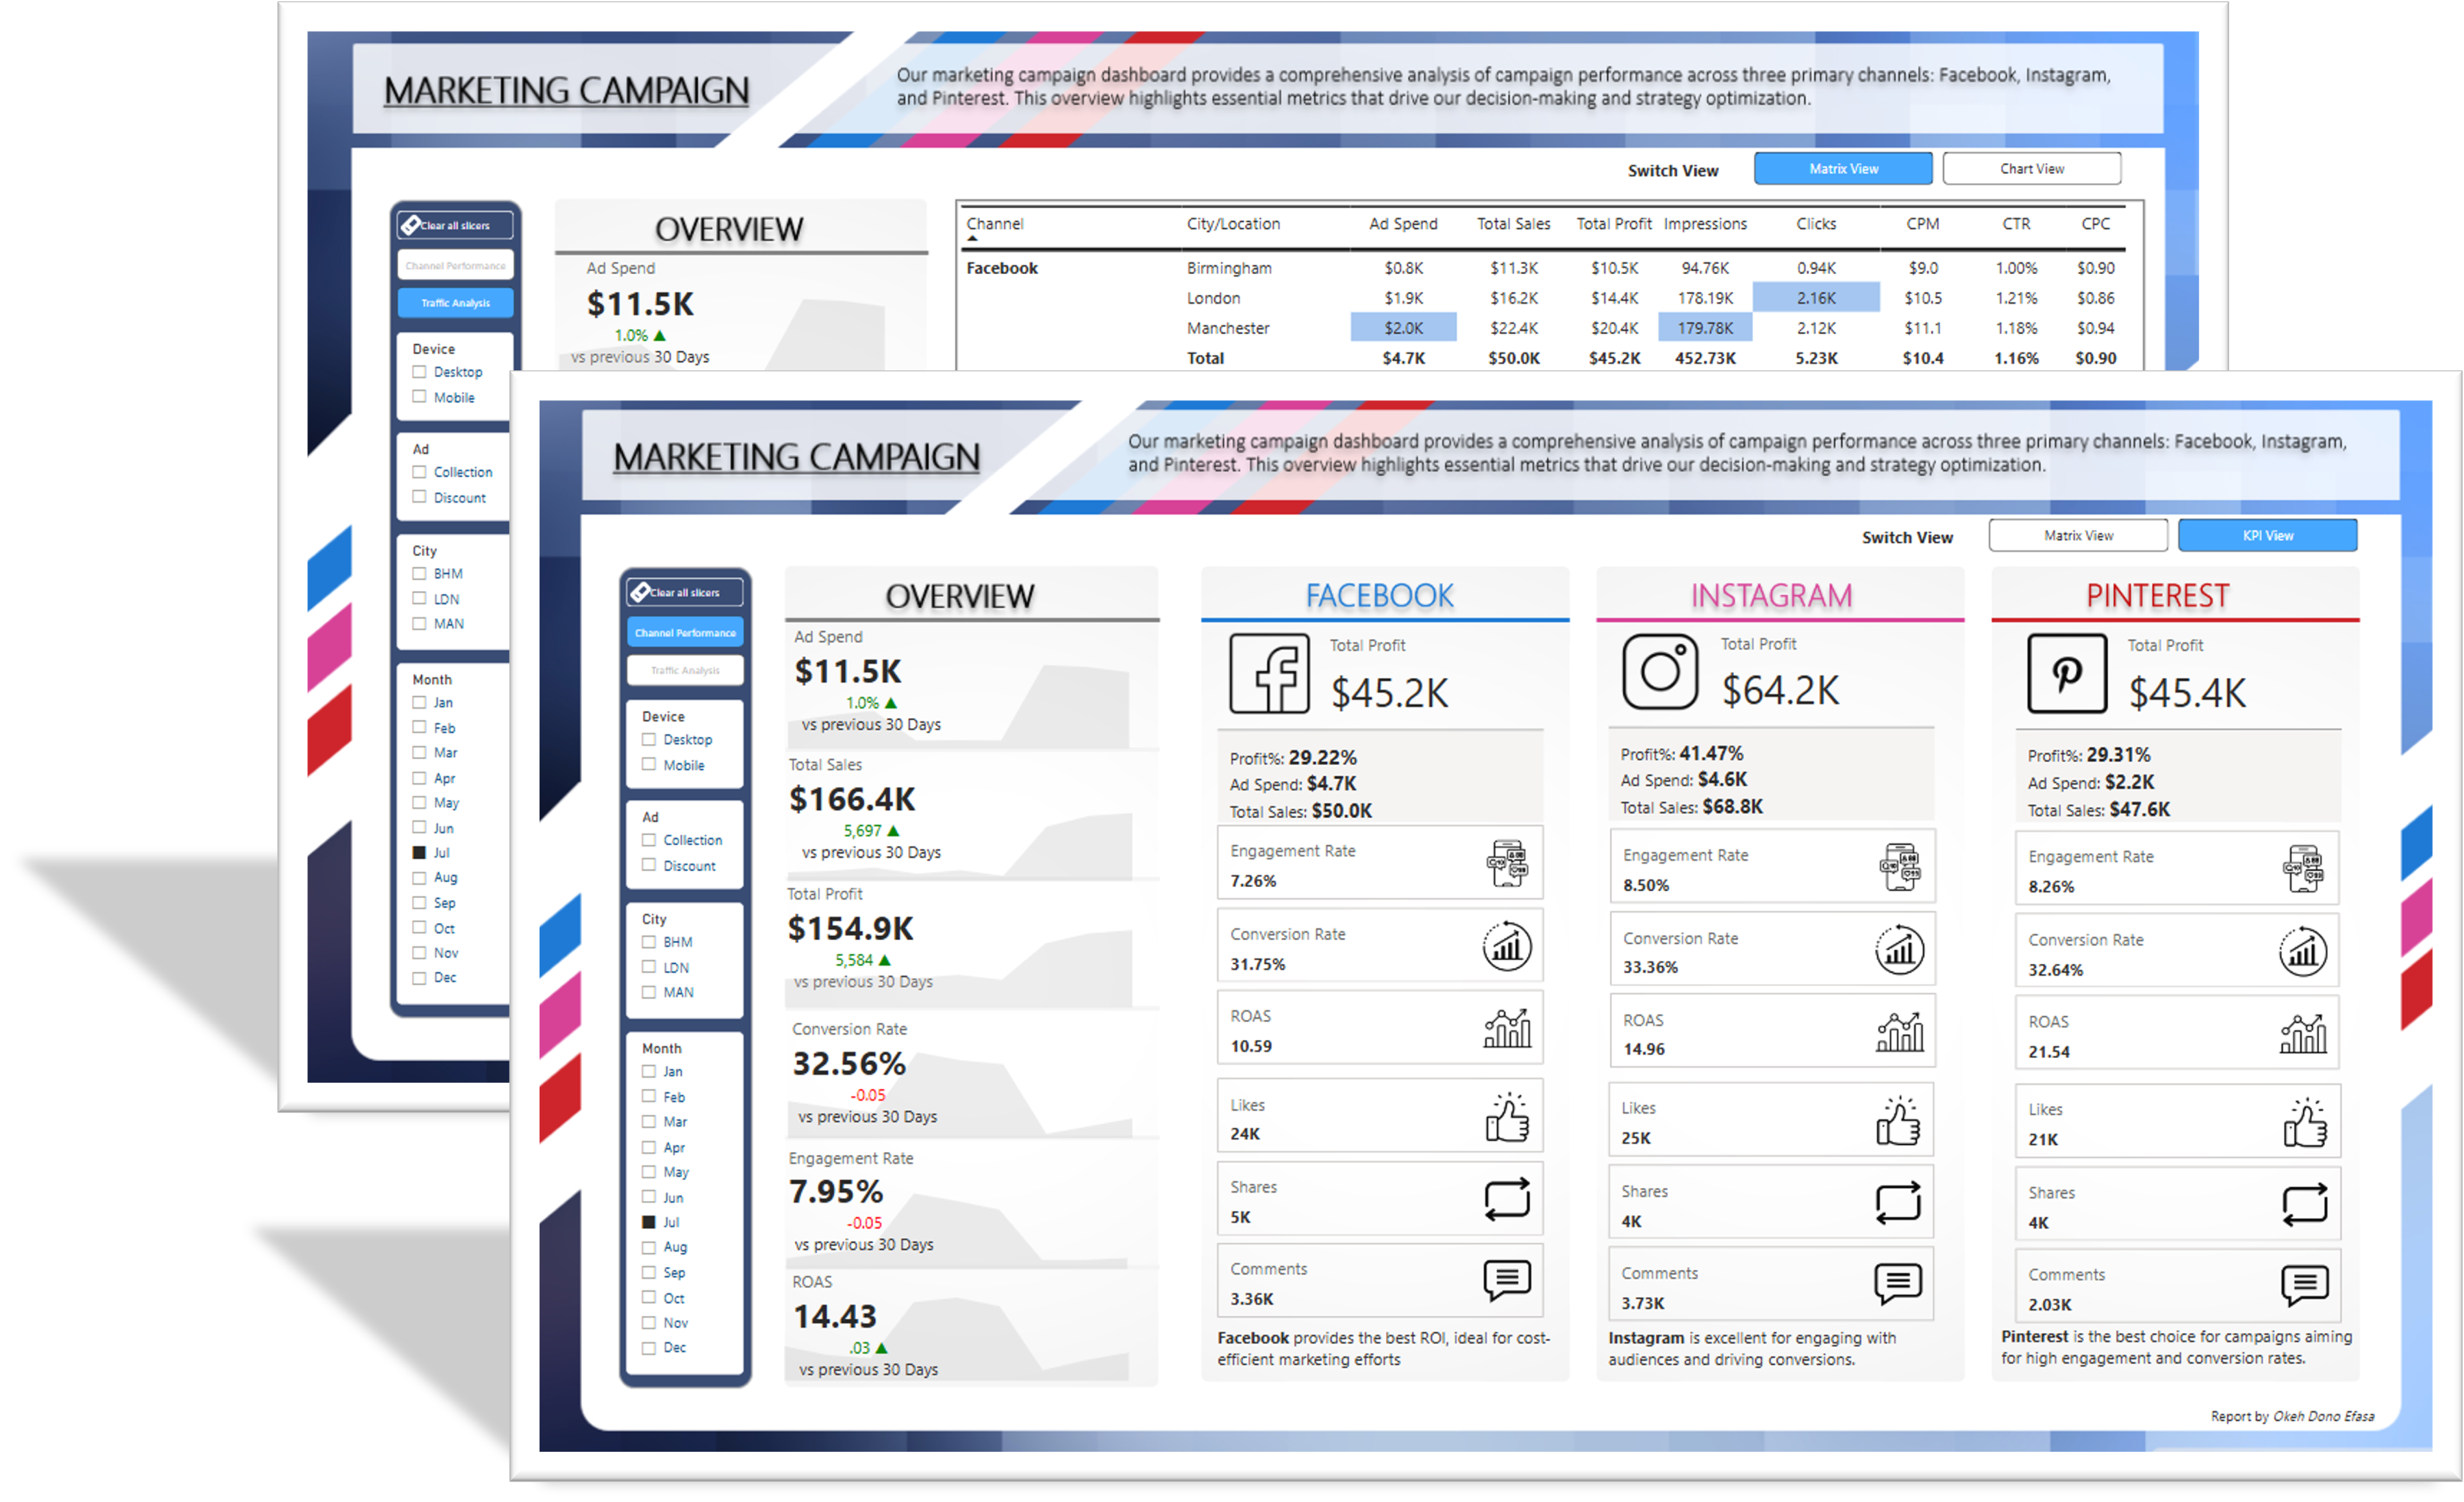 MARKETING CAMPAIGN
Our marketing campaign dashboard provides a comprehensive analysis of campaign performance across three primary channels: Facebook, Instagram,
and Pinterest. This overview highlights essential metrics that drive our decision-making and strategy optimization.
Switch View Matrix View Chart View
Clear all slicers
Channel Performance
Traffic Analysis
Device
Desktop
Mobile
Ad
Collection
Discount
City
BHM
LDN
MAN
Month
Jan
Feb
Mar
Apr
May
Jun
Jul
Aug
Sep
Oct
Nov
Dec
OVERVIEW
Ad Spend
$11.5K
1.0% ▲
vs previous 30 Days
Channel City/Location Ad Spend Total Sales Total Profit Impressions Clicks CPM CTR CPC
Facebook Birmingham $0.8K $11.3K $10.5K 94.76K 0.94K $9.0 1.00% $0.90
London $1.9K $16.2K $14.4K 178.19K 2.16K $10.5 1.21% $0.86
Manchester $2.0K $22.4K $20.4K 179.78K 2.12K $11.1 1.18% $0.94
Total $4.7K $50.0K $45.2K 452.73K 5.23K $10.4 1.16% $0.90
MARKETING CAMPAIGN
Our marketing campaign dashboard provides a comprehensive analysis of campaign performance across three primary channels: Facebook, Instagram,
and Pinterest. This overview highlights essential metrics that drive our decision-making and strategy optimization.
Switch View Matrix View KPI View
Clear all slicers
Channel Performance
Traffic Analysis
Device
Desktop
Mobile
Ad
Collection
Discount
City
BHM
LDN
MAN
Month
Jan
Feb
Mar
Apr
May
Jun
Jul
Aug
Sep
Oct
Nov
Dec
OVERVIEW
Ad Spend
$11.5K
1.0% ▲
vs previous 30 Days
Total Sales
$166.4K
5,697 ▲
vs previous 30 Days
Total Profit
$154.9K
5,584 ▲
vs previous 30 Days
Conversion Rate
32.56%
-0.05
vs previous 30 Days
Engagement Rate
7.95%
-0.05
vs previous 30 Days
ROAS
14.43
.03 ▲
vs previous 30 Days
FACEBOOK
Total Profit
$45.2K
Profit%: 29.22%
Ad Spend: $4.7K
Total Sales: $50.0K
Engagement Rate
7.26%
Conversion Rate
31.75%
ROAS
10.59
Likes
24K
Shares
5K
Comments
3.36K
Facebook provides the best ROI, ideal for cost-
efficient marketing efforts
INSTAGRAM
Total Profit
$64.2K
Profit%: 41.47%
Ad Spend: $4.6K
Total Sales: $68.8K
Engagement Rate
8.50%
Conversion Rate
33.36%
ROAS
14.96
Likes
25K
Shares
4K
Comments
3.73K
Instagram is excellent for engaging with
audiences and driving conversions.
PINTEREST
Total Profit
$45.4K
Profit%: 29.31%
Ad Spend: $2.2K
Total Sales: $47.6K
Engagement Rate
8.26%
Conversion Rate
32.64%
ROAS
21.54
Likes
21K
Shares
4K
Comments
2.03K
Pinterest is the best choice for campaigns aiming
for high engagement and conversion rates.
Report by Okeh Dono Efasa